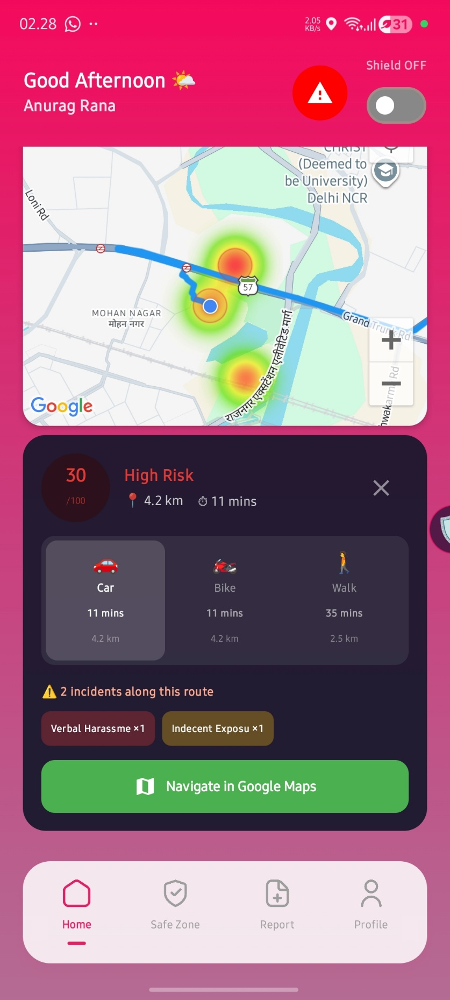 02.28
2.05
KB/s
31
Shield OFF
Good Afternoon
Anurag Rana
CHRIST
(Deemed to
be University)
Delhi NCR
Loni Rd
57
MOHAN NAGAR
मोहन नगर
Grand Trunk Rd
राजनगर एक्सटेंशन एलीवेटिड मार्ग
Google
30
/100
High Risk
4.2 km
11 mins
Car
Bike
Walk
11 mins
11 mins
35 mins
4.2 km
4.2 km
2.5 km
2 incidents along this route
Verbal Harassme ×1
Indecent Exposu ×1
Navigate in Google Maps
Home
Safe Zone
Report
Profile